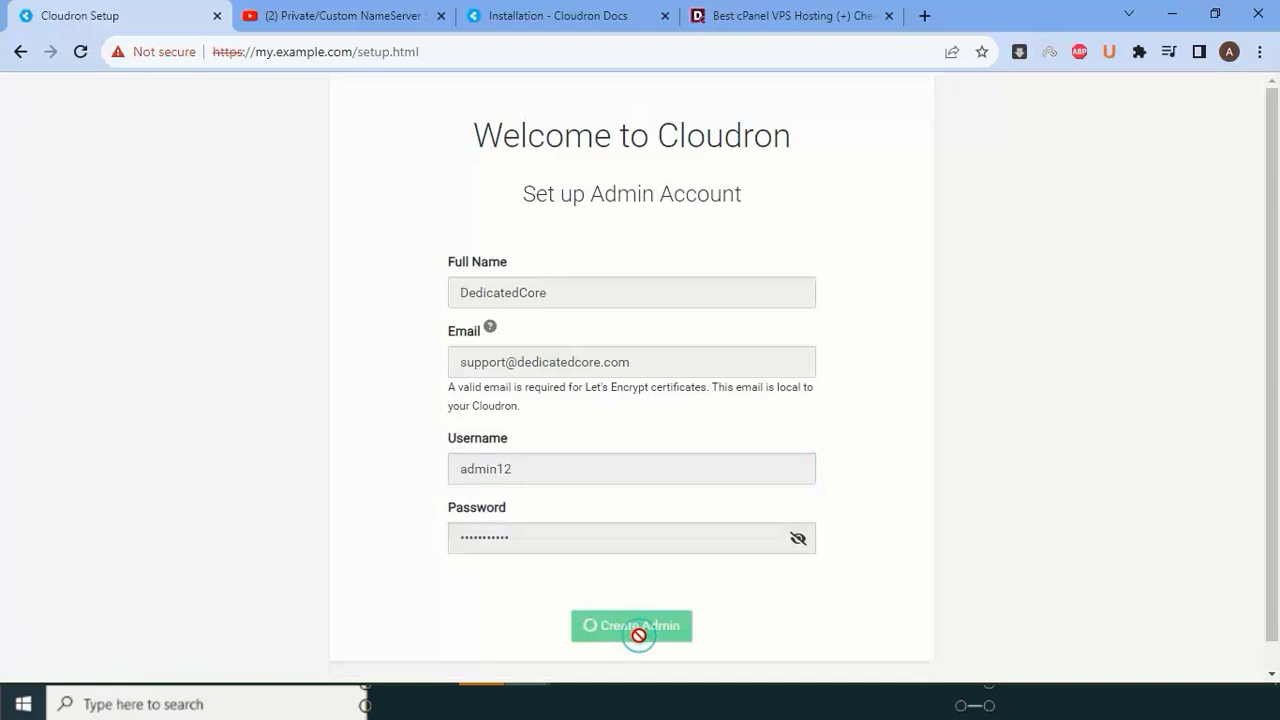 Cloudron Setup
(2) Private/Custom NameServer S
Installation - Cloudron Docs
Best cPanel VPS Hosting (+) Che
Not secure
https://my.example.com/setup.html
ABP
U
A
Welcome to Cloudron
Set up Admin Account
Full Name
DedicatedCore
Email ?
support@dedicatedcore.com
A valid email is required for Let's Encrypt certificates. This email is local to
your Cloudron.
Username
admin12
Password
•••••••••••
Create Admin
Type here to search